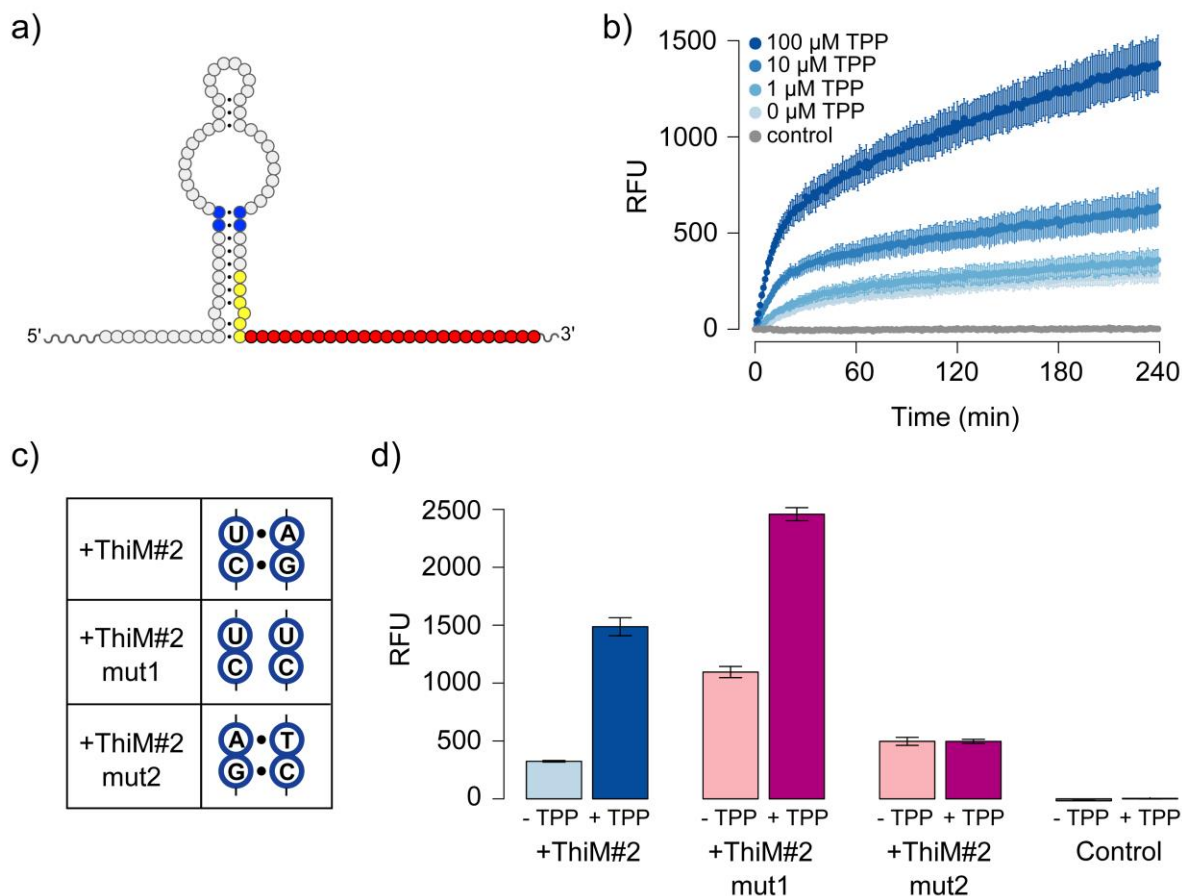 a)
5'
3'
b)
RFU
1500
1000
500
0
100 µM TPP
10 µM TPP
1 µM TPP
0 µM TPP
control
0 60 120 180 240
Time (min)
c)
+ThiM#2
U • A
C • G
+ThiM#2
mut1
U U
C C
+ThiM#2
mut2
A • T
G • C
d)
RFU
2500
2000
1500
1000
500
0
- TPP + TPP - TPP + TPP - TPP + TPP - TPP + TPP
+ThiM#2 +ThiM#2 +ThiM#2 Control
mut1 mut2